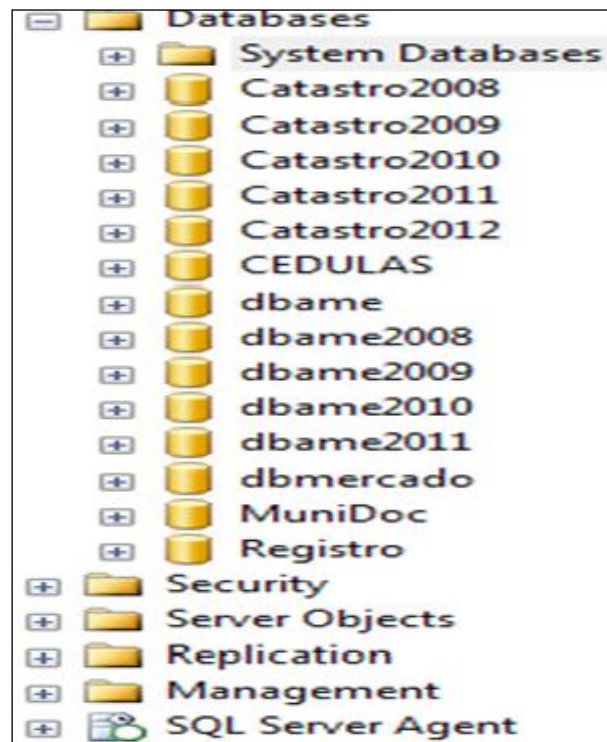 Databases
System Databases
Catastro2008
Catastro2009
Catastro2010
Catastro2011
Catastro2012
CEDULAS
dbame
dbame2008
dbame2009
dbame2010
dbame2011
dbmercado
MuniDoc
Registro
Security
Server Objects
Replication
Management
SQL Server Agent